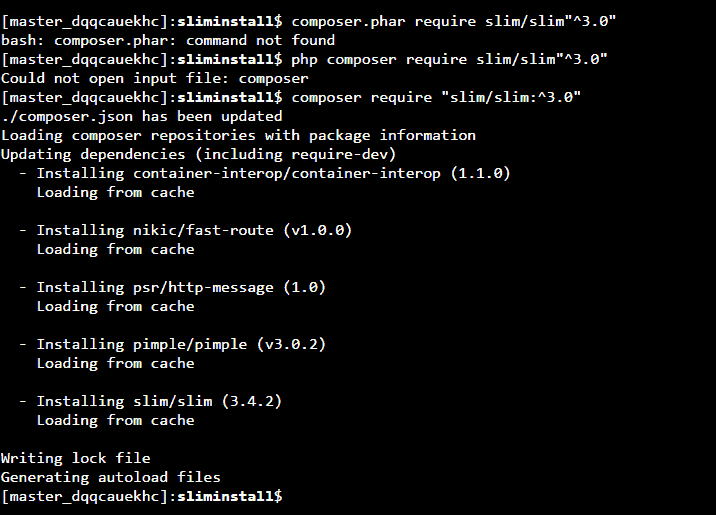 [master_dqqcauekhc]:sliminstall$ composer.phar require slim/slim"^3.0"
bash: composer.phar: command not found
[master_dqqcauekhc]:sliminstall$ php composer require slim/slim"^3.0"
Could not open input file: composer
[master_dqqcauekhc]:sliminstall$ composer require "slim/slim:^3.0"
./composer.json has been updated
Loading composer repositories with package information
Updating dependencies (including require-dev)
  - Installing container-interop/container-interop (1.1.0)
    Loading from cache
  - Installing nikic/fast-route (v1.0.0)
    Loading from cache
  - Installing psr/http-message (1.0)
    Loading from cache
  - Installing pimple/pimple (v3.0.2)
    Loading from cache
  - Installing slim/slim (3.4.2)
    Loading from cache
Writing lock file
Generating autoload files
[master_dqqcauekhc]:sliminstall$